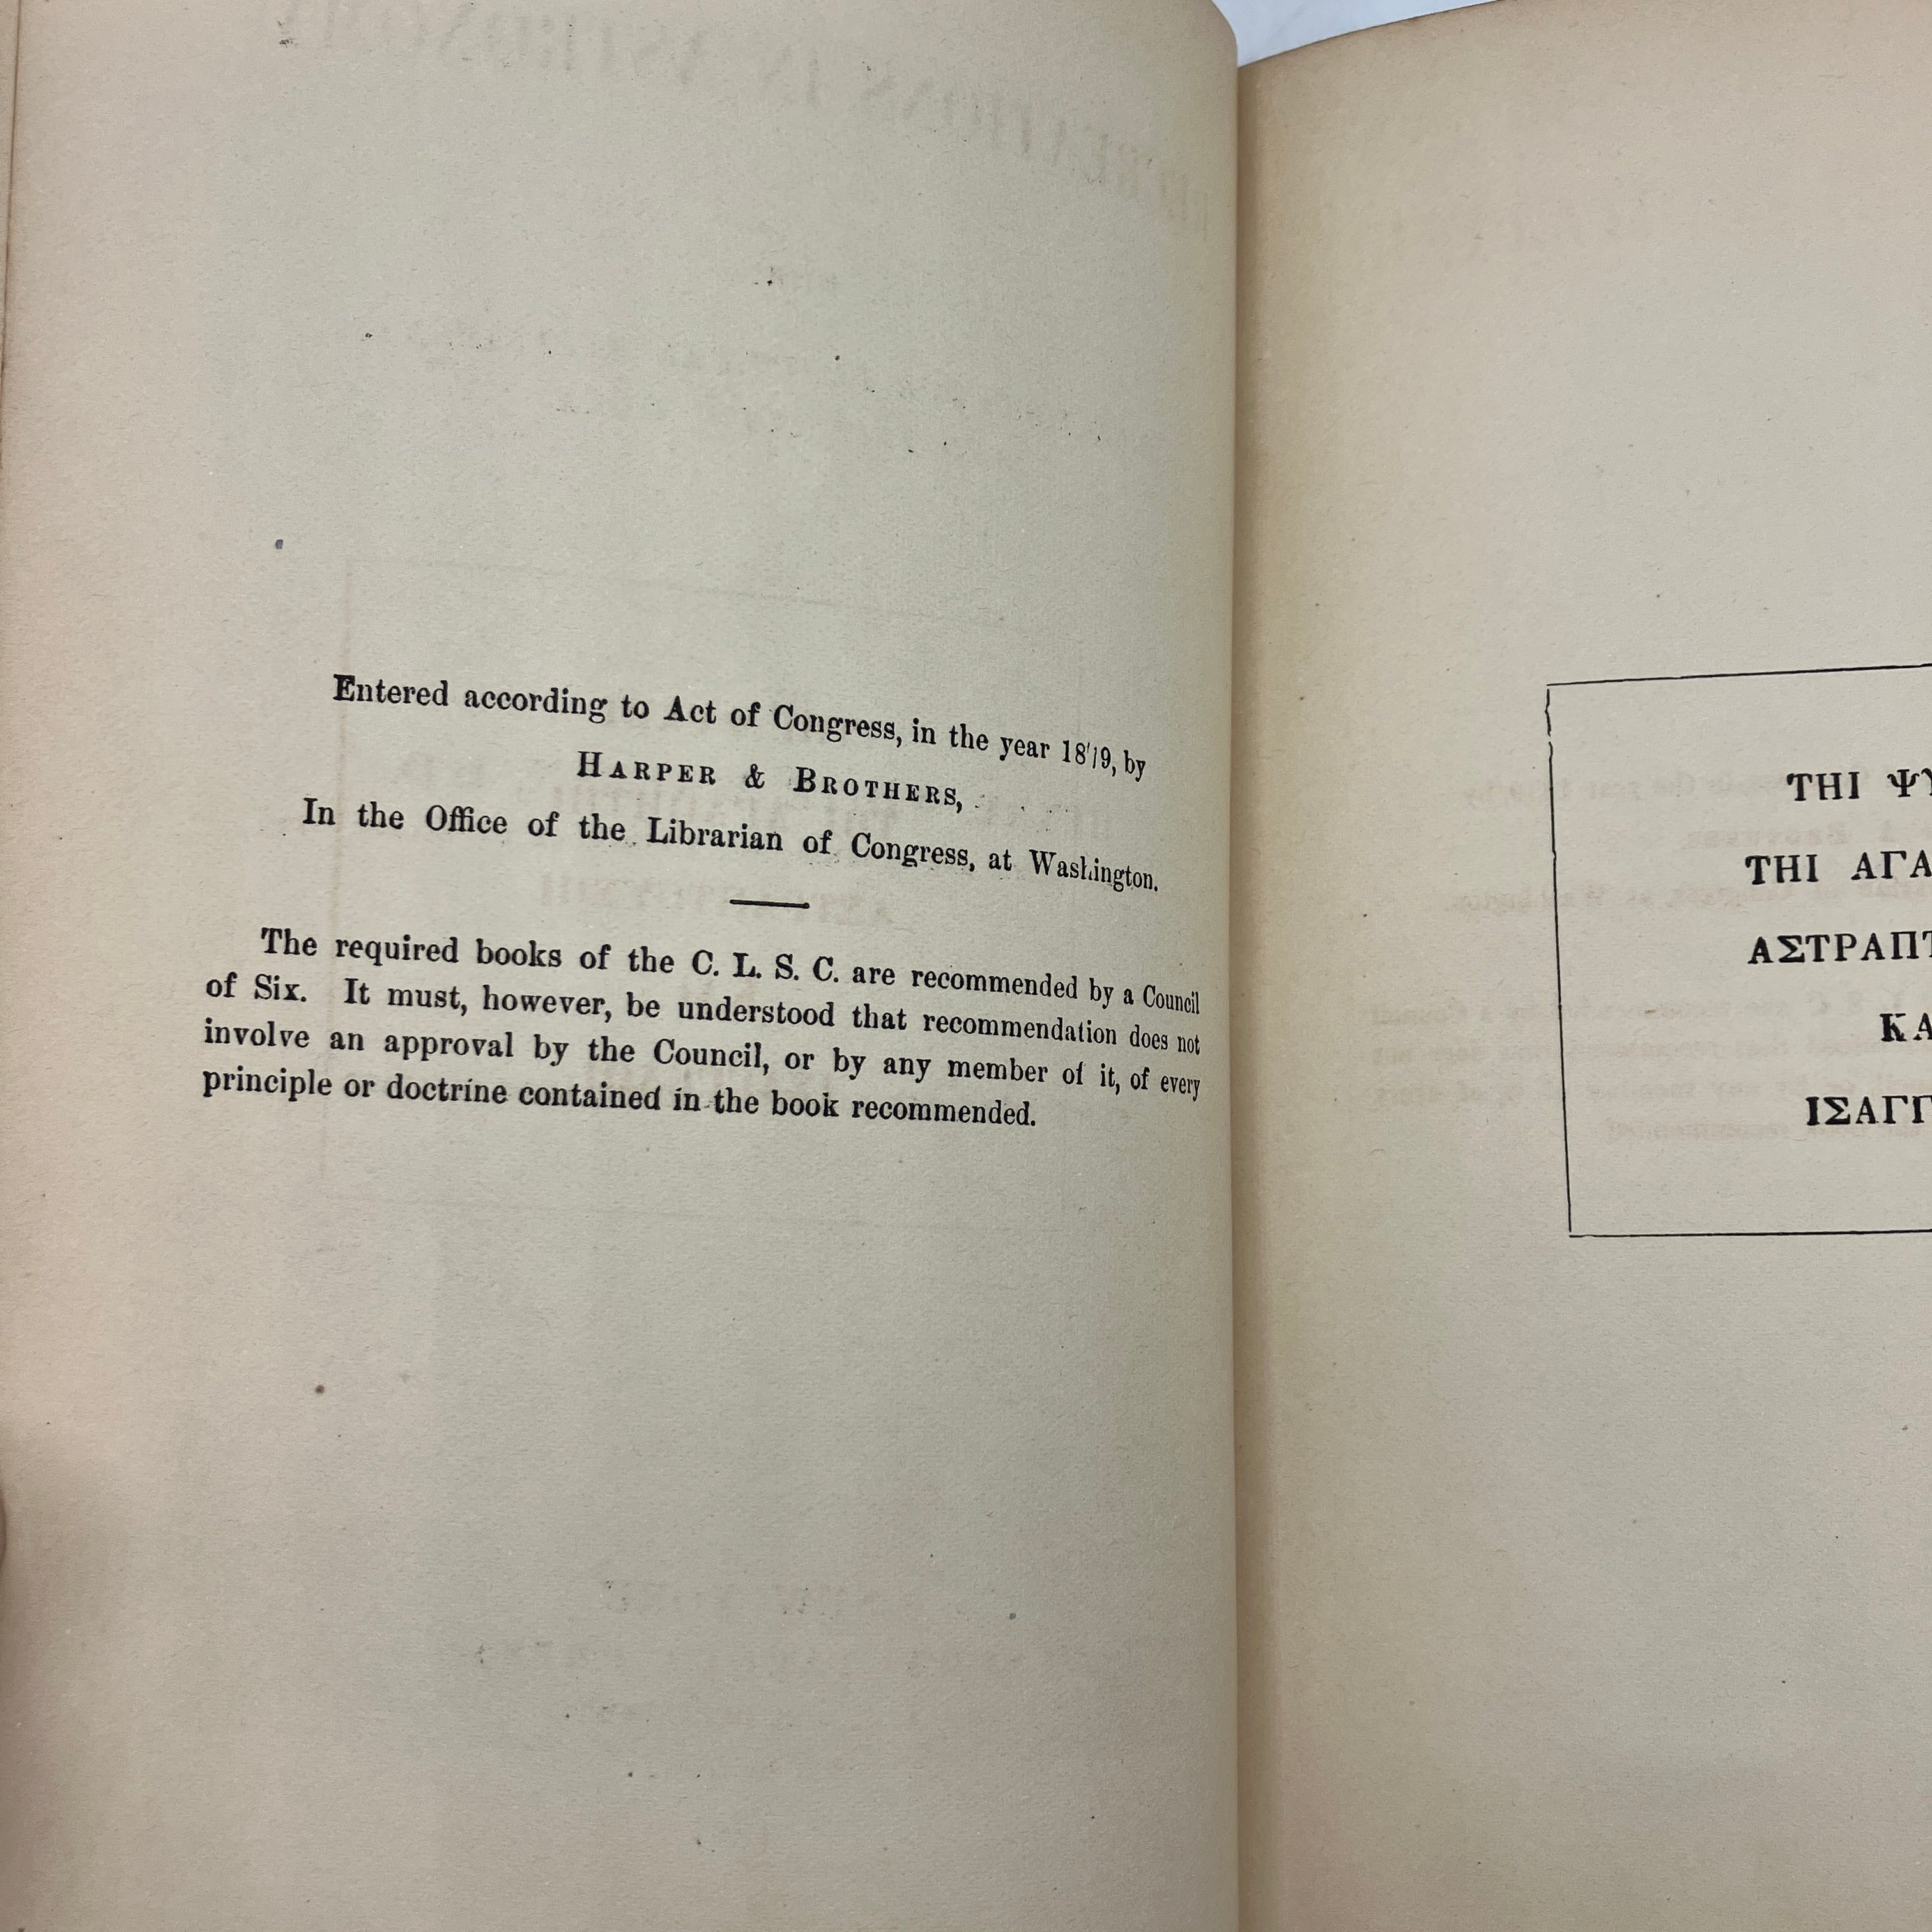 Entered according to Act of Congress, in the year 1879, by
HARPER & BROTHERS,
In the Office of the Librarian of Congress, at Washington.
The required books of the C. L. S. C. are recommended by a Council
of Six. It must, however, be understood that recommendation does not
involve an approval by the Council, or by any member of it, of every
principle or doctrine contained in the book recommended.
ΤΗΙ ΨΥ
ΤΗΙ ΑΓΑ
ΑΣΤΡΑΠΤ
ΚΑ
ΙΣΑΓΓ